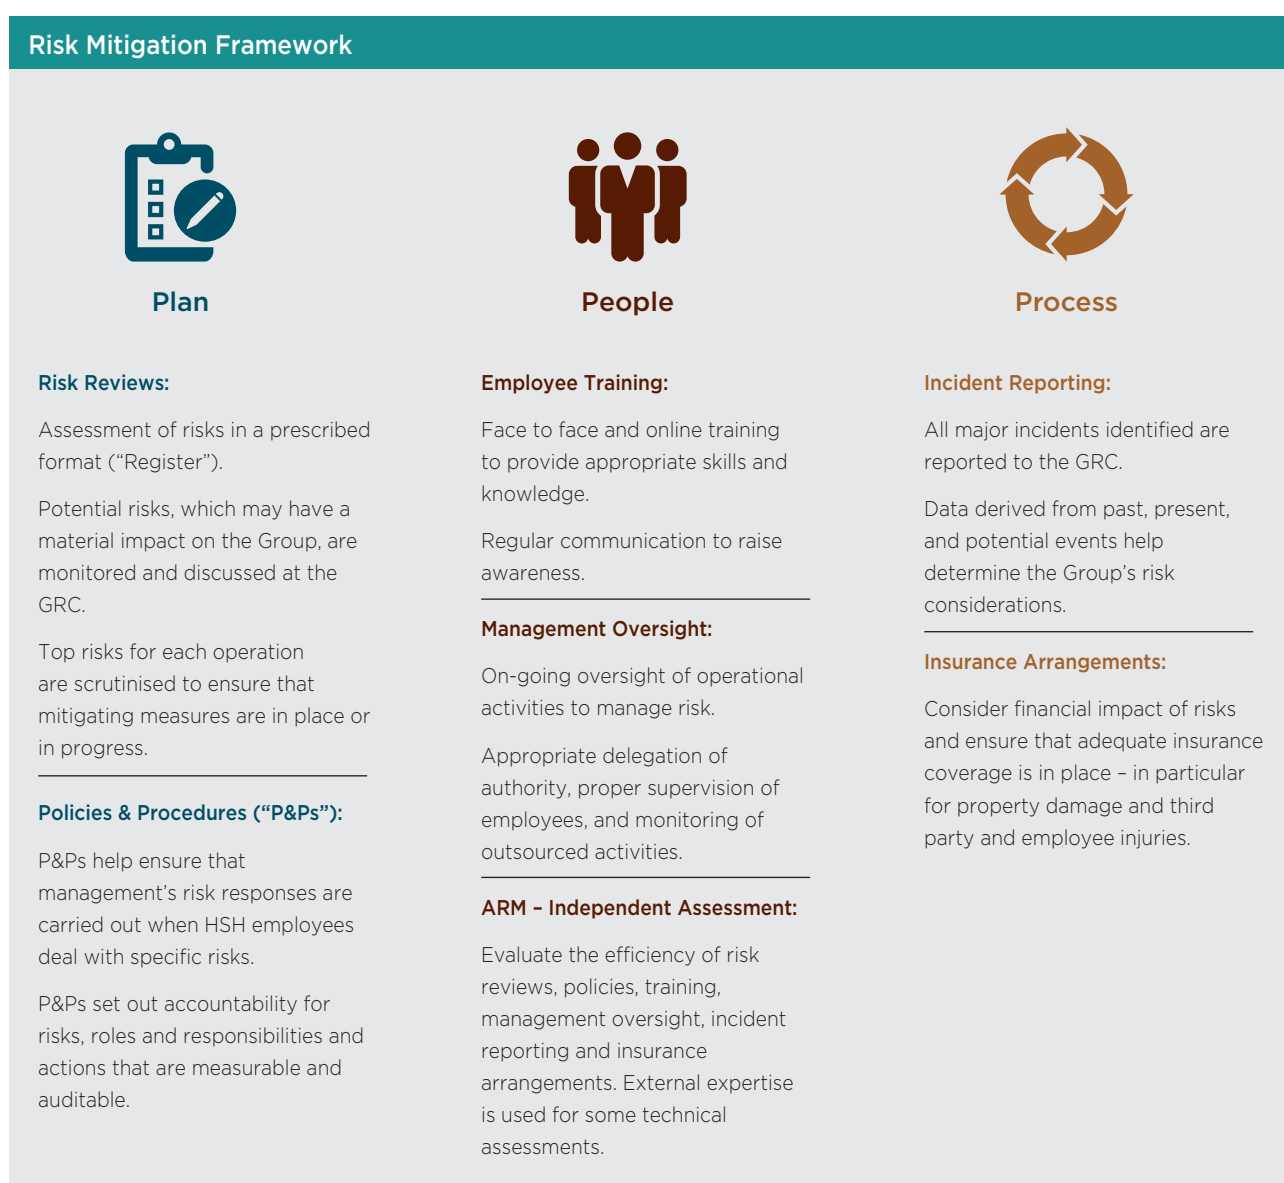 Risk Mitigation Framework
Plan
Risk Reviews:
Assessment of risks in a prescribed
format (“Register”).
Potential risks, which may have a
material impact on the Group, are
monitored and discussed at the
GRC.
Top risks for each operation
are scrutinised to ensure that
mitigating measures are in place or
in progress.
Policies & Procedures (“P&Ps”):
P&Ps help ensure that
management’s risk responses are
carried out when HSH employees
deal with specific risks.
P&Ps set out accountability for
risks, roles and responsibilities and
actions that are measurable and
auditable.
People
Employee Training:
Face to face and online training
to provide appropriate skills and
knowledge.
Regular communication to raise
awareness.
Management Oversight:
On-going oversight of operational
activities to manage risk.
Appropriate delegation of
authority, proper supervision of
employees, and monitoring of
outsourced activities.
ARM – Independent Assessment:
Evaluate the efficiency of risk
reviews, policies, training,
management oversight, incident
reporting and insurance
arrangements. External expertise
is used for some technical
assessments.
Process
Incident Reporting:
All major incidents identified are
reported to the GRC.
Data derived from past, present,
and potential events help
determine the Group’s risk
considerations.
Insurance Arrangements:
Consider financial impact of risks
and ensure that adequate insurance
coverage is in place – in particular
for property damage and third
party and employee injuries.